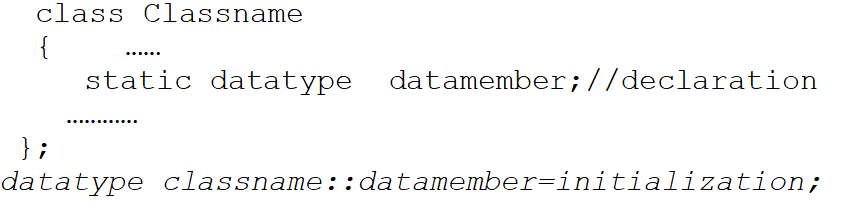 class Classname
{ ……
static datatype datamember;//declaration
…………
};
datatype classname::datamember=initialization;